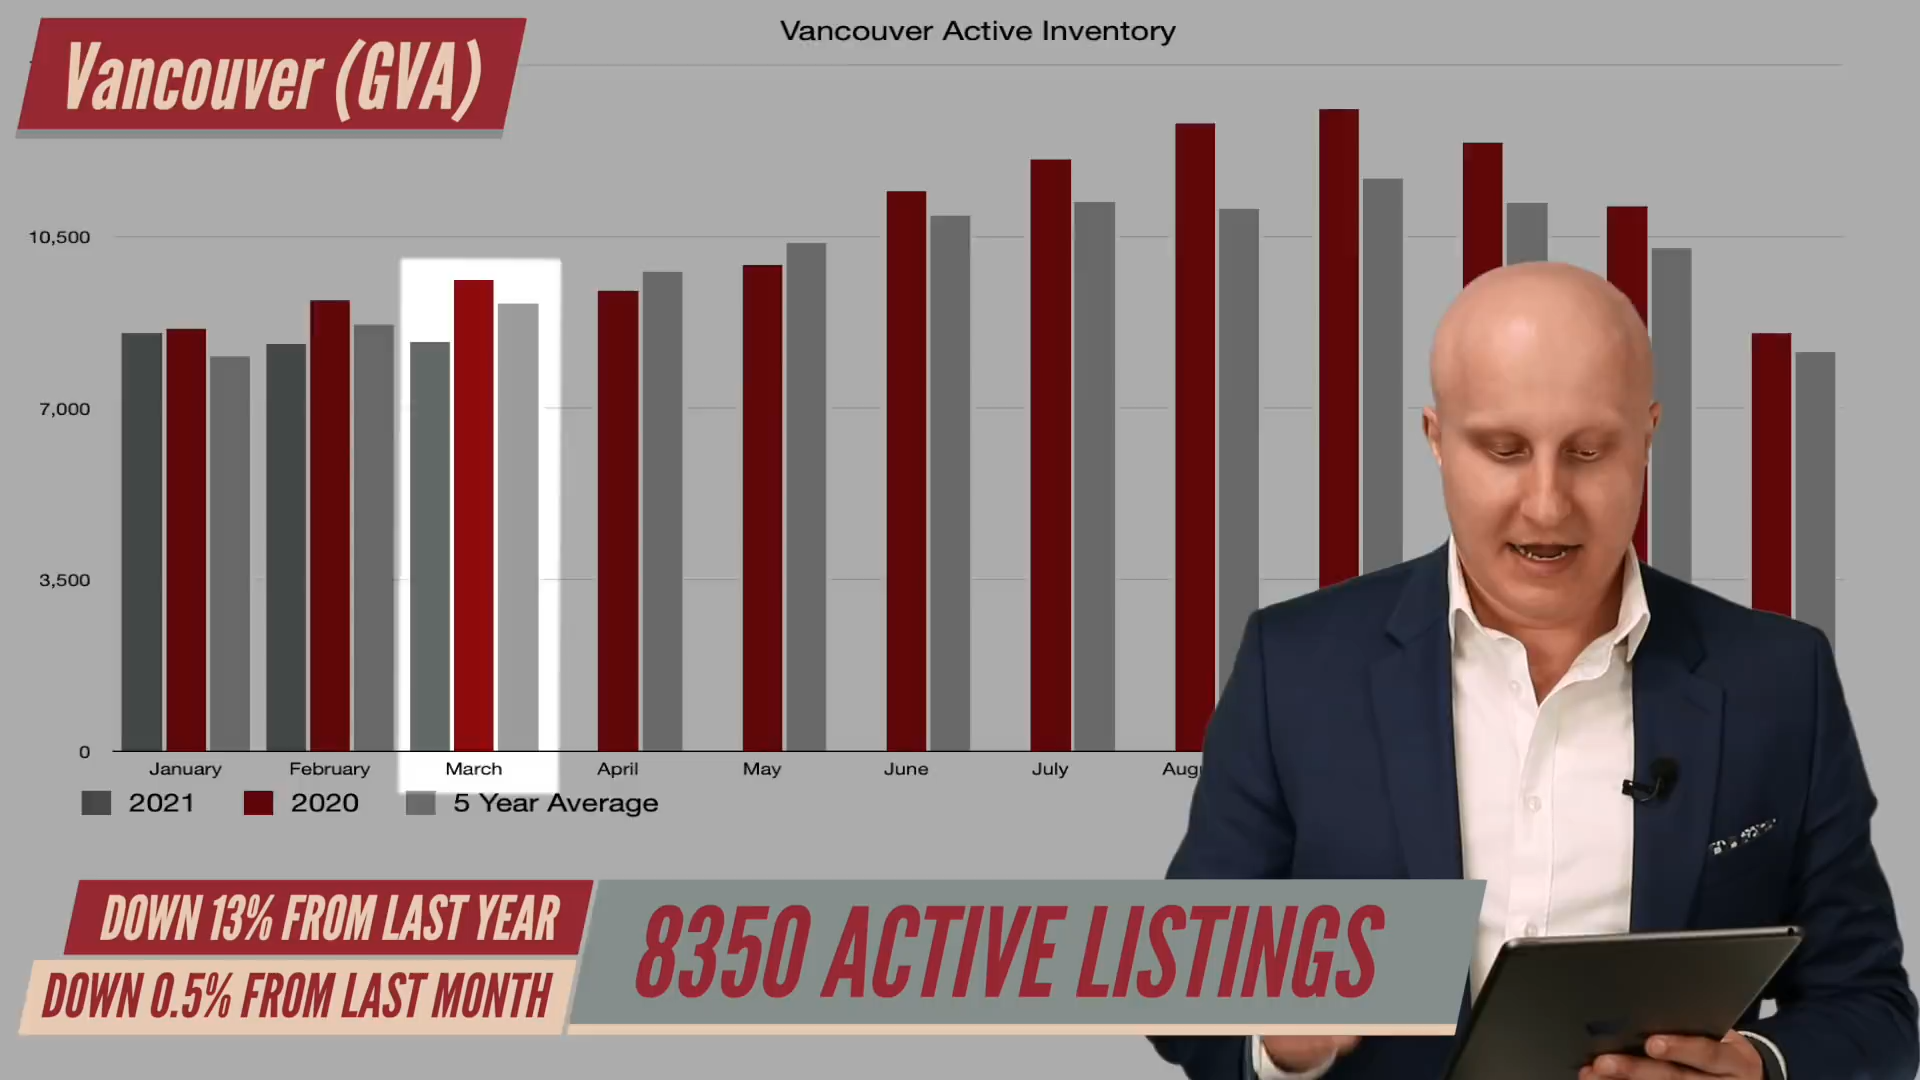 Vancouver Active Inventory
Vancouver (GVA)
10,500
7,000
3,500
0
January February March April May June July
2021 2020 5 Year Average
DOWN 13% FROM LAST YEAR
DOWN 0.5% FROM LAST MONTH
8350 ACTIVE LISTINGS